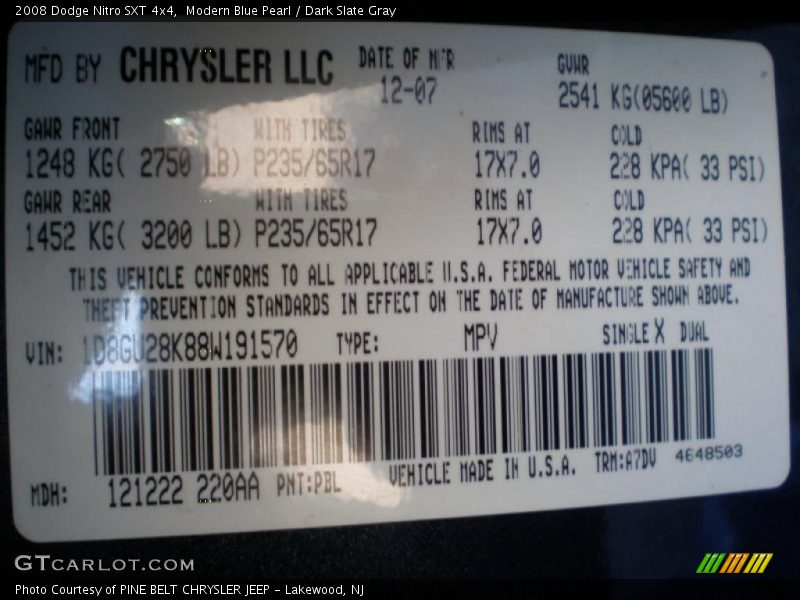 2008 Dodge Nitro SXT 4x4,  Modern Blue Pearl / Dark Slate Gray
MFD BY CHRYSLER LLC DATE OF MFR GVWR
12-07 2541 KG(05600 LB)
GAWR FRONT WITH TIRES RIMS AT COLD
1248 KG( 2750 LB) P235/65R17 17X7.0 228 KPA( 33 PSI)
GAWR REAR WITH TIRES RIMS AT COLD
1452 KG( 3200 LB) P235/65R17 17X7.0 228 KPA( 33 PSI)
THIS VEHICLE CONFORMS TO ALL APPLICABLE U.S.A. FEDERAL MOTOR VEHICLE SAFETY AND
THEFT PREVENTION STANDARDS IN EFFECT ON THE DATE OF MANUFACTURE SHOWN ABOVE.
VIN: 1D8GU28K88W191570 TYPE: MPV SINGLE X DUAL
MDH: 121222 220AA PNT:PBL VEHICLE MADE IN U.S.A. TRM:A7DV 4648503
GTCARLOT.COM
Photo Courtesy of PINE BELT CHRYSLER JEEP - Lakewood, NJ